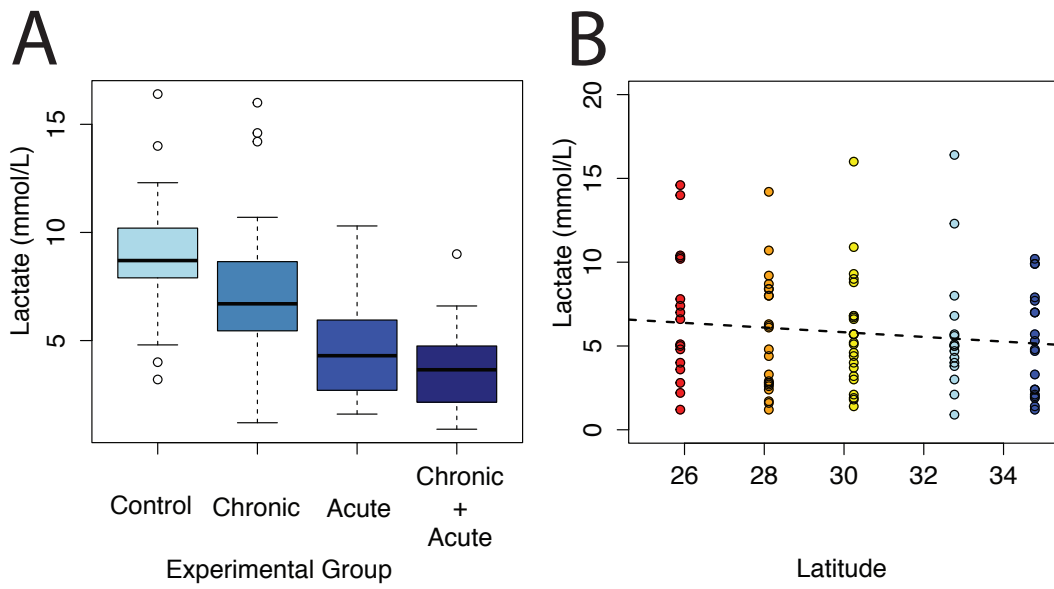 A
B
Lactate (mmol/L)
15
10
5
Control
Chronic
Acute
Chronic
+
Acute
Experimental Group
Lactate (mmol/L)
20
15
10
5
0
26 28 30 32 34
Latitude